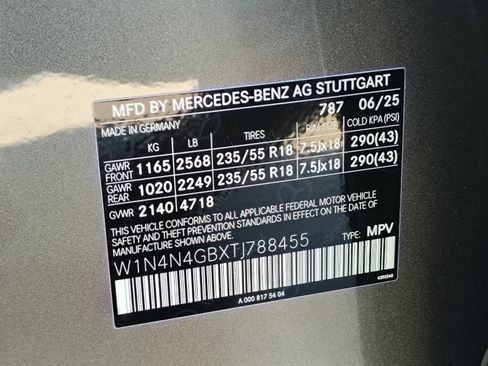 MFD BY MERCEDES-BENZ AG STUTTGART
MADE IN GERMANY 787 06/25
KG LB TIRES RIM SIZE COLD KPA (PSI)
GAWR FRONT 1165 2568 235/55 R18 7.5Jx18 290(43)
GAWR REAR 1020 2249 235/55 R18 7.5Jx18 290(43)
GVWR 2140 4718
THIS VEHICLE CONFORMS TO ALL APPLICABLE FEDERAL MOTOR VEHICLE
SAFETY AND THEFT PREVENTION STANDARDS IN EFFECT ON THE DATE OF
MANUFACTURE SHOWN ABOVE.
W1N4N4GBXTJ788455 TYPE: MPV
A 000 817 54 04